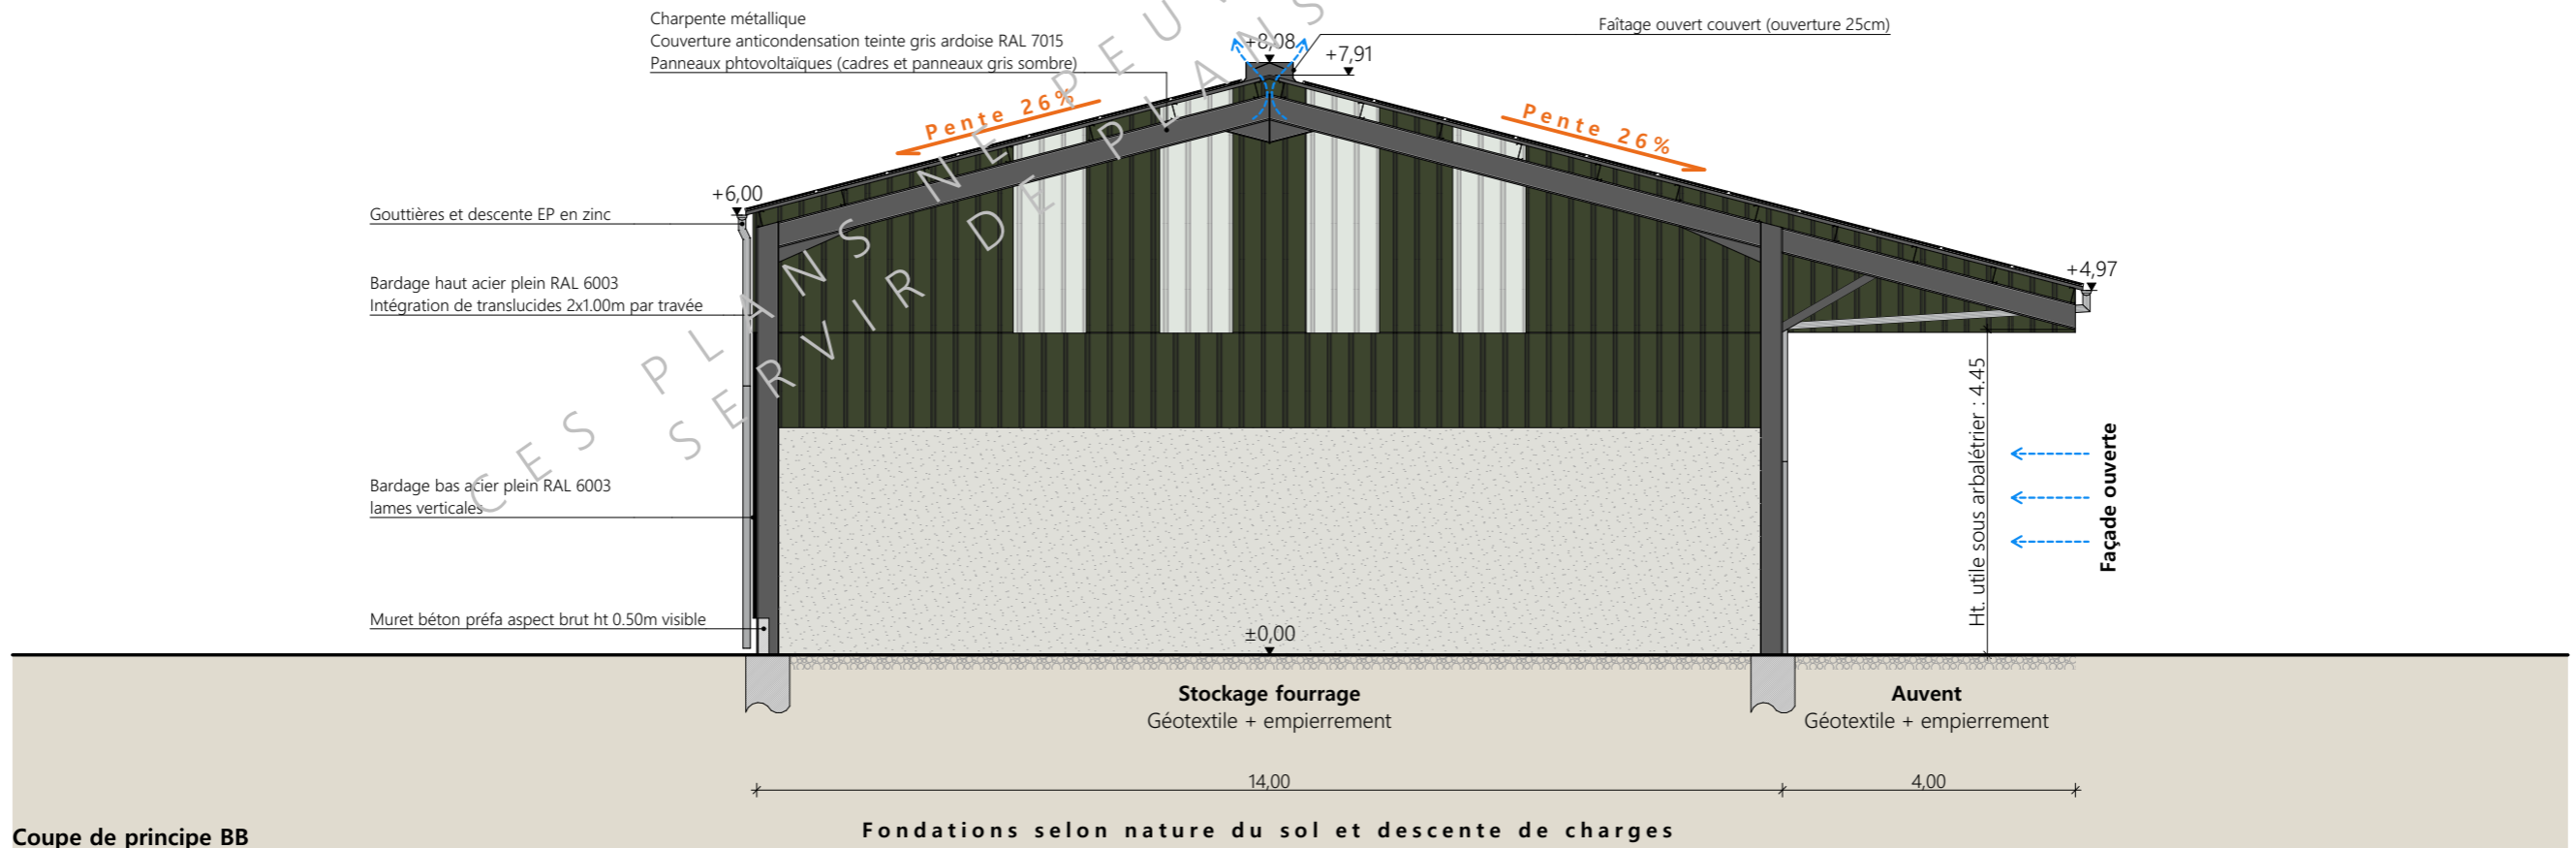 Charpente métallique
Couverture anticondensation teinte gris ardoise RAL 7015
Panneaux phtovoltaïques (cadres et panneaux gris sombre)
Faîtage ouvert couvert (ouverture 25cm)
+8,08
+7,91
Pente 26%
Pente 26%
+6,00
Gouttières et descente EP en zinc
Bardage haut acier plein RAL 6003
Intégration de translucides 2x1.00m par travée
+4,97
Ht. utile sous arbalétrier : 4.45
Façade ouverte
Bardage bas acier plein RAL 6003
lames verticales
Muret béton préfa aspect brut ht 0.50m visible
±0,00
CES PLANS NE PEU
SERVIR DE PLANS
Stockage fourrage
Géotextile + empierrement
Auvent
Géotextile + empierrement
14,00
4,00
Fondations selon nature du sol et descente de charges
Coupe de principe BB